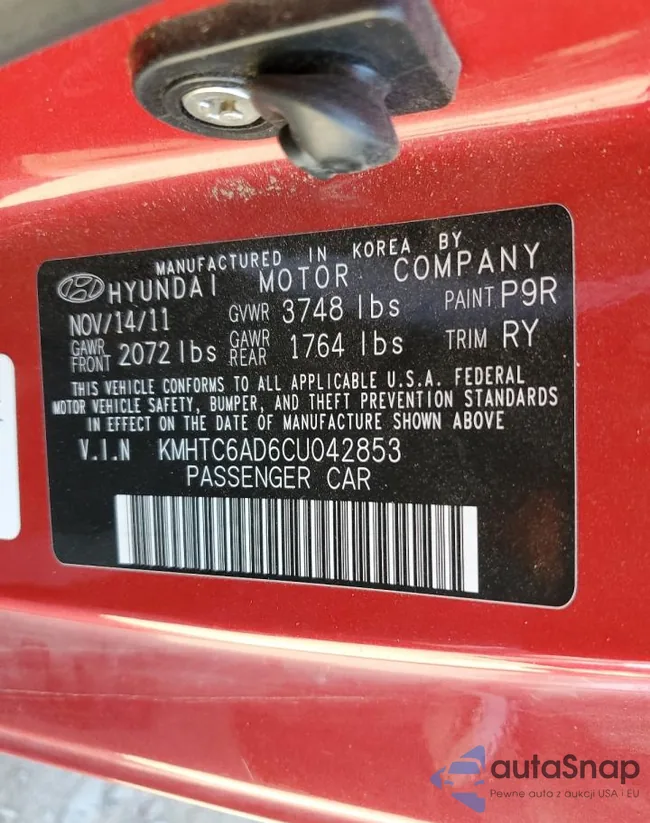 MANUFACTURED IN KOREA BY
HYUNDAI MOTOR COMPANY
NOV/14/11 GVWR 3748 lbs PAINT P9R
GAWR FRONT 2072 lbs GAWR REAR 1764 lbs TRIM RY
THIS VEHICLE CONFORMS TO ALL APPLICABLE U.S.A. FEDERAL
MOTOR VEHICLE SAFETY, BUMPER, AND THEFT PREVENTION STANDARDS
IN EFFECT ON THE DATE OF MANUFACTURE SHOWN ABOVE
V.I.N KMHTC6AD6CU042853
PASSENGER CAR
autaSnap
Pewne auta z aukcji USA i EU